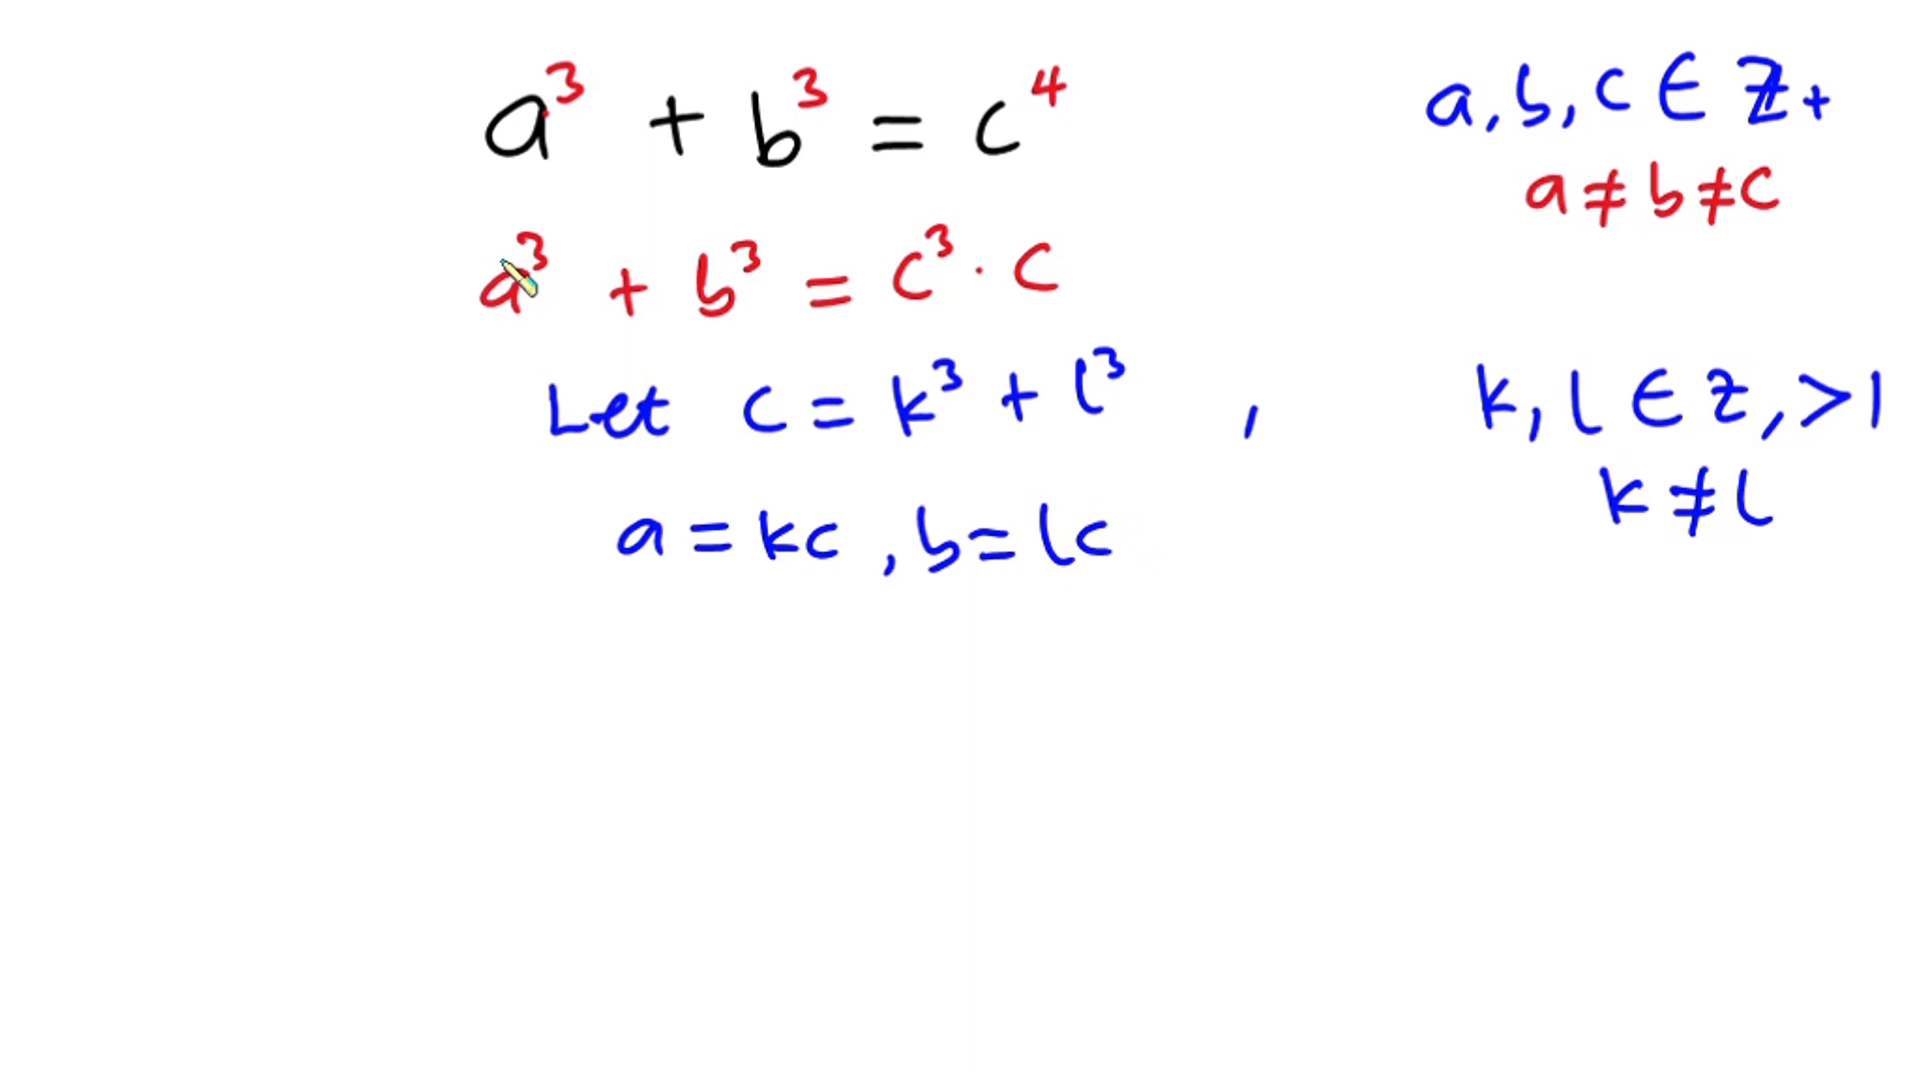 a³ + b³ = c⁴
a, b, c ∈ Z₊
a ≠ b ≠ c
a³ + b³ = c³ · c
Let c = k³ + l³ ,
k, l ∈ Z, >1
k ≠ l
a = kc , b = lc